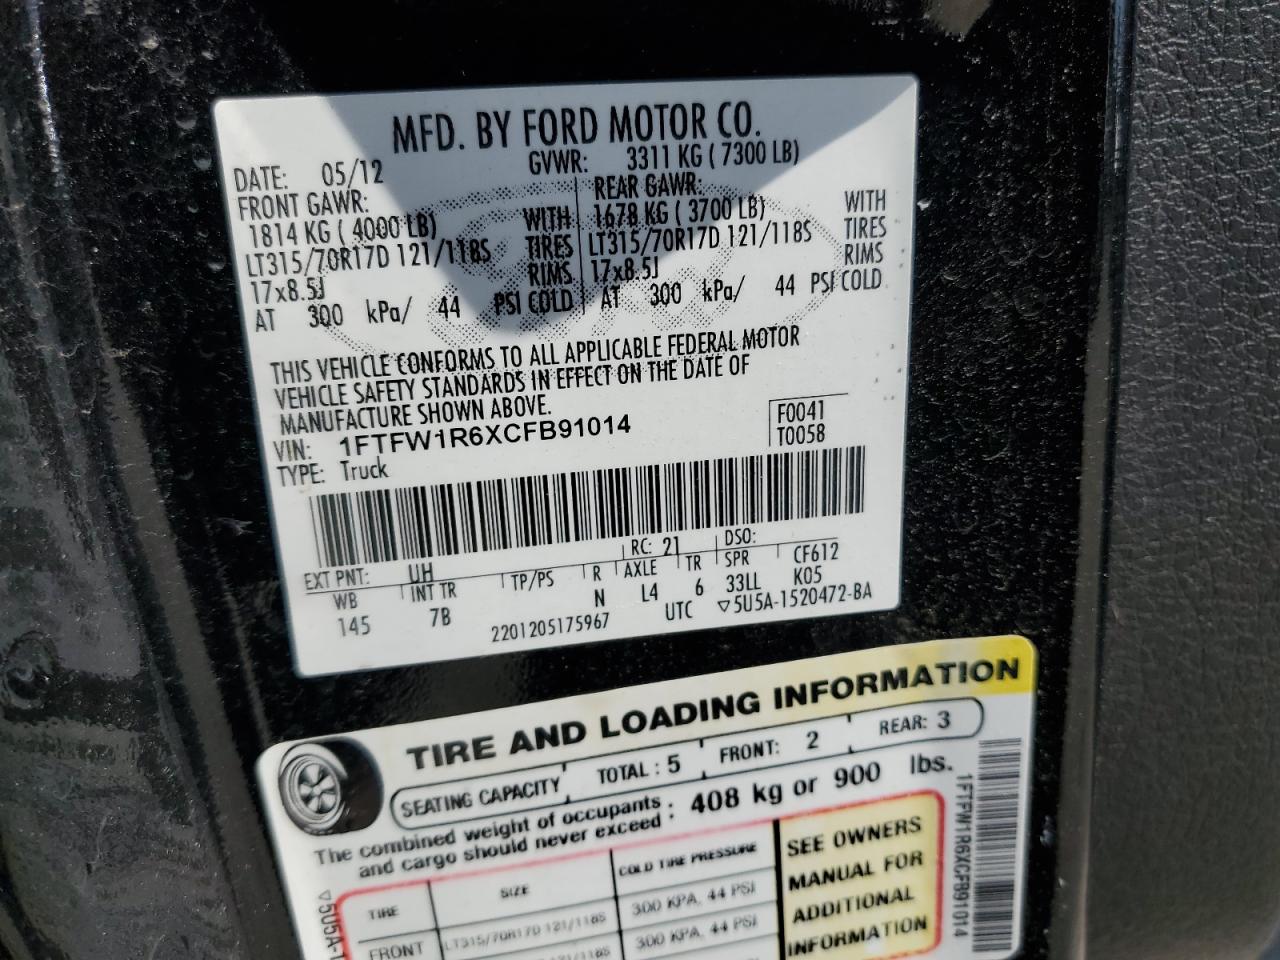 MFD. BY FORD MOTOR CO.
DATE: 05/12 GVWR: 3311 KG ( 7300 LB)
FRONT GAWR: REAR GAWR:
1814 KG ( 4000 LB) WITH 1678 KG ( 3700 LB) WITH
LT315/70R17D 121/118S TIRES LT315/70R17D 121/118S TIRES
17x8.5J RIMS 17x8.5J RIMS
AT 300 kPa/ 44 PSI COLD AT 300 kPa/ 44 PSI COLD
THIS VEHICLE CONFORMS TO ALL APPLICABLE FEDERAL MOTOR
VEHICLE SAFETY STANDARDS IN EFFECT ON THE DATE OF
MANUFACTURE SHOWN ABOVE.
VIN: 1FTFW1R6XCFB91014 F0041
TYPE: Truck T0058
EXT PNT: UH RC: 21 DSO:
WB INT TR TP/PS R AXLE TR SPR CF612
145 7B N L4 6 33LL K05
2201205175967 UTC ▽5U5A-1520472-BA
TIRE AND LOADING INFORMATION
SEATING CAPACITY TOTAL : 5 FRONT: 2 REAR: 3
The combined weight of occupants : 408 kg or 900 lbs.
and cargo should never exceed :
TIRE SIZE COLD TIRE PRESSURE
FRONT LT315/70R17D 121/118S 300 KPA, 44 PSI
300 KPA, 44 PSI
SEE OWNERS
MANUAL FOR
ADDITIONAL
INFORMATION
1FTFW1R6XCFB91014
▽5U5A-